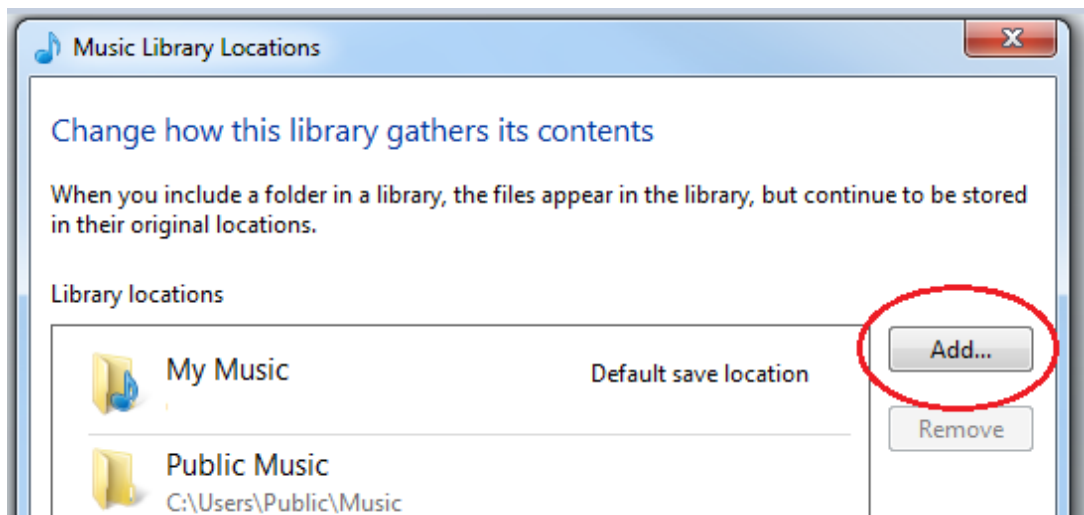 Music Library Locations
X
Change how this library gathers its contents
When you include a folder in a library, the files appear in the library, but continue to be stored
in their original locations.
Library locations
My Music Default save location
Add...
Remove
Public Music
C:\Users\Public\Music